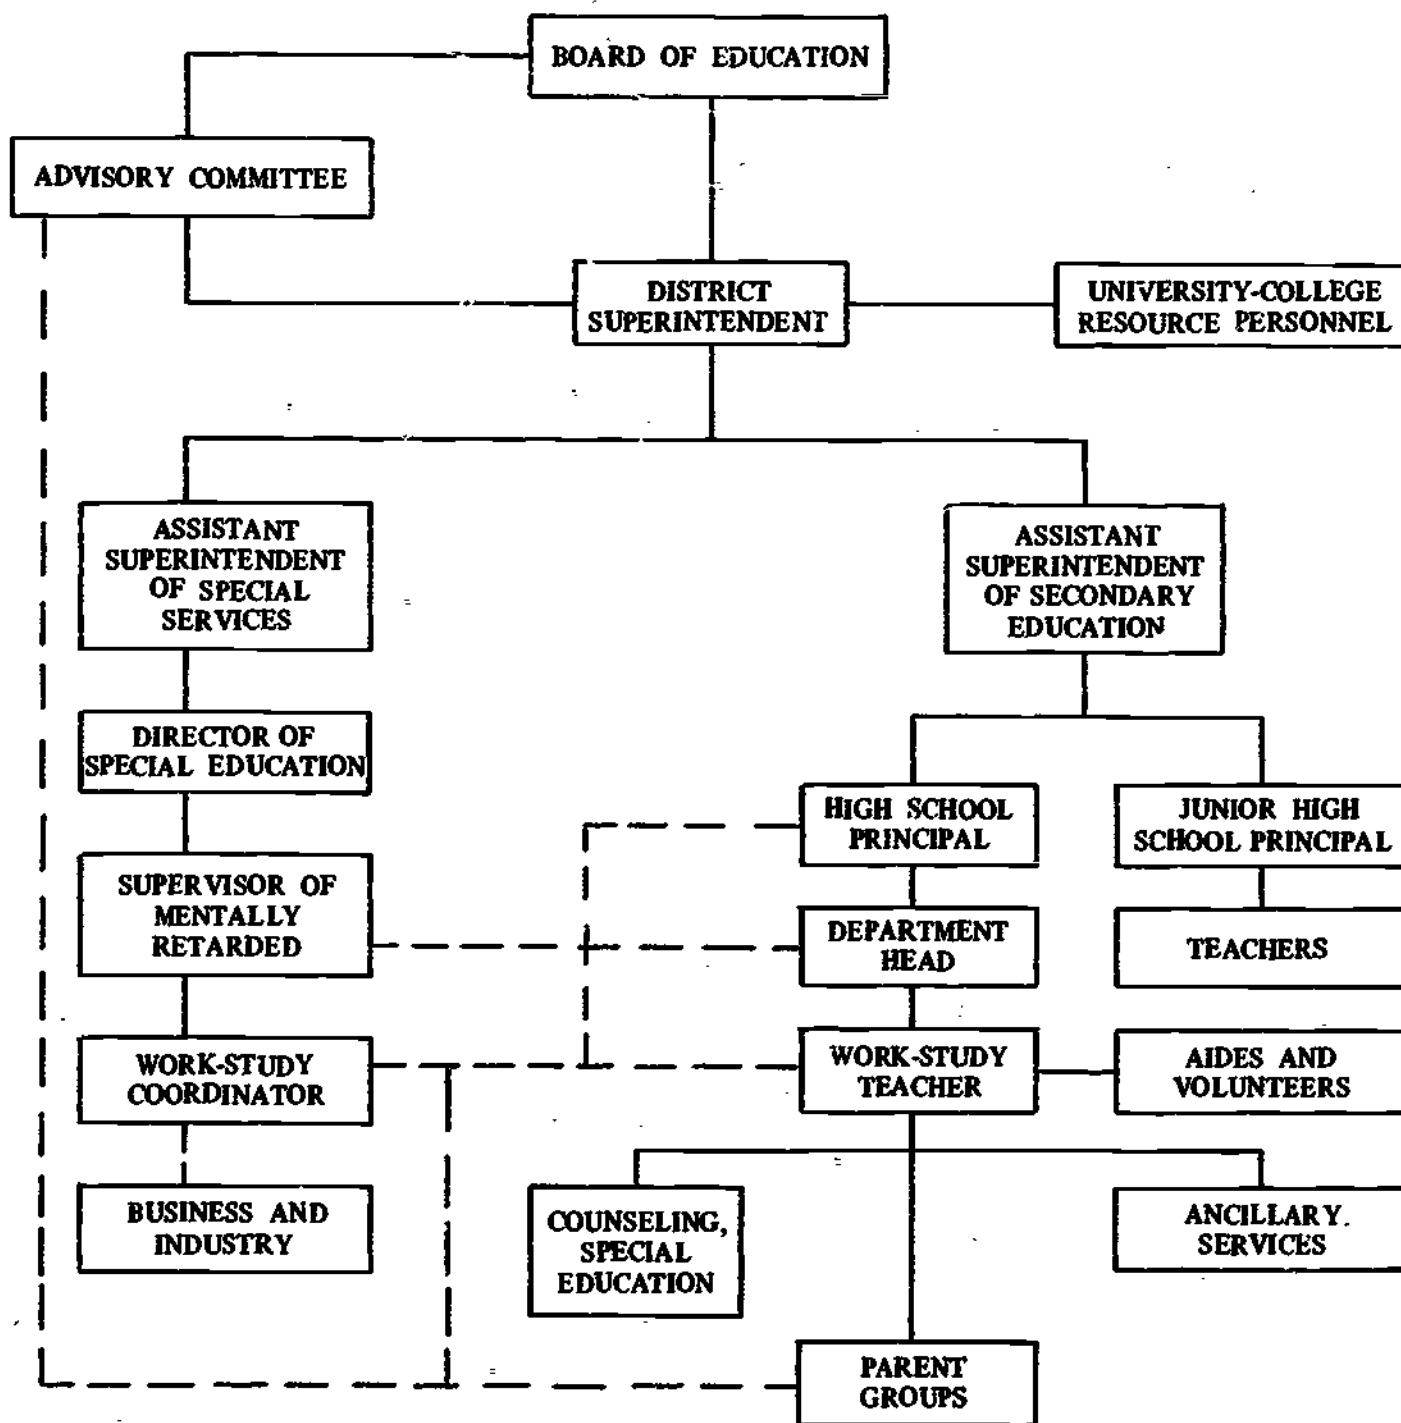 BOARD OF EDUCATION
ADVISORY COMMITTEE
DISTRICT
SUPERINTENDENT
UNIVERSITY-COLLEGE
RESOURCE PERSONNEL
ASSISTANT
SUPERINTENDENT
OF SPECIAL
SERVICES
ASSISTANT
SUPERINTENDENT
OF SECONDARY
EDUCATION
DIRECTOR OF
SPECIAL EDUCATION
HIGH SCHOOL
PRINCIPAL
JUNIOR HIGH
SCHOOL PRINCIPAL
SUPERVISOR OF
MENTALLY
RETARDED
DEPARTMENT
HEAD
TEACHERS
WORK-STUDY
COORDINATOR
WORK-STUDY
TEACHER
AIDES AND
VOLUNTEERS
BUSINESS AND
INDUSTRY
COUNSELING,
SPECIAL
EDUCATION
ANCILLARY.
SERVICES
PARENT
GROUPS